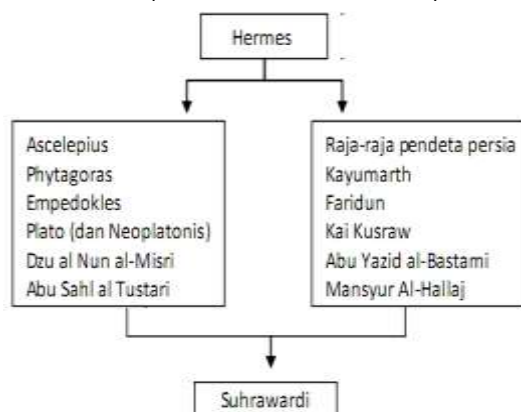 Hermes
Ascelepius
Phytagoras
Empedokles
Plato (dan Neoplatonis)
Dzu al Nun al-Misri
Abu Sahl al Tustari
Raja-raja pendeta persia
Kayumarth
Faridun
Kai Kusraw
Abu Yazid al-Bastami
Mansyur Al-Hallaj
Suhrawardi